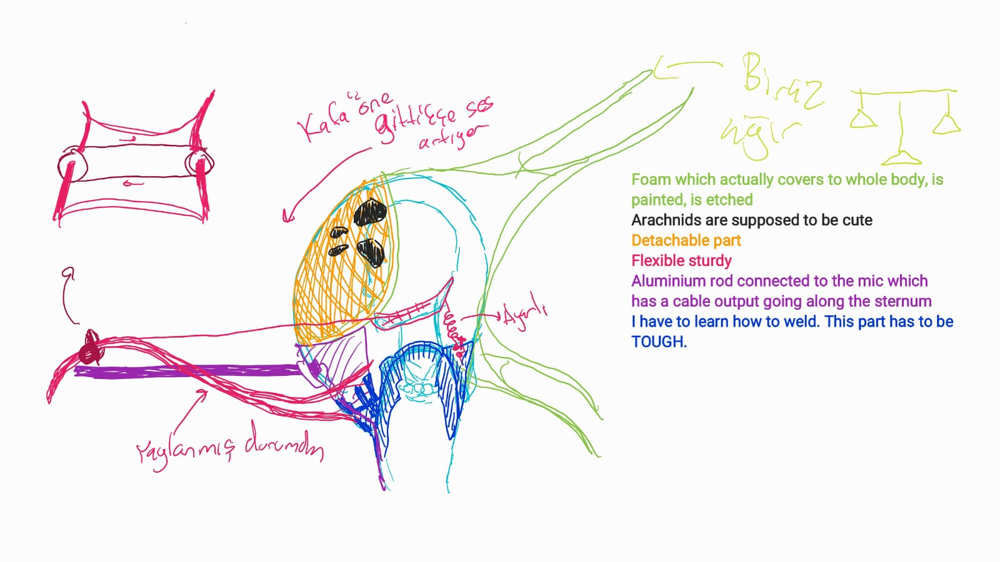 Kafa öne
gittikçe ses
artıyor
Biraz
ağır
Foam which actually covers to whole body, is
painted, is etched
Arachnids are supposed to be cute
Detachable part
Flexible sturdy
Aluminium rod connected to the mic which
has a cable output going along the sternum
I have to learn how to weld. This part has to be
TOUGH.
Ayarlı
Yaylanmış durumda